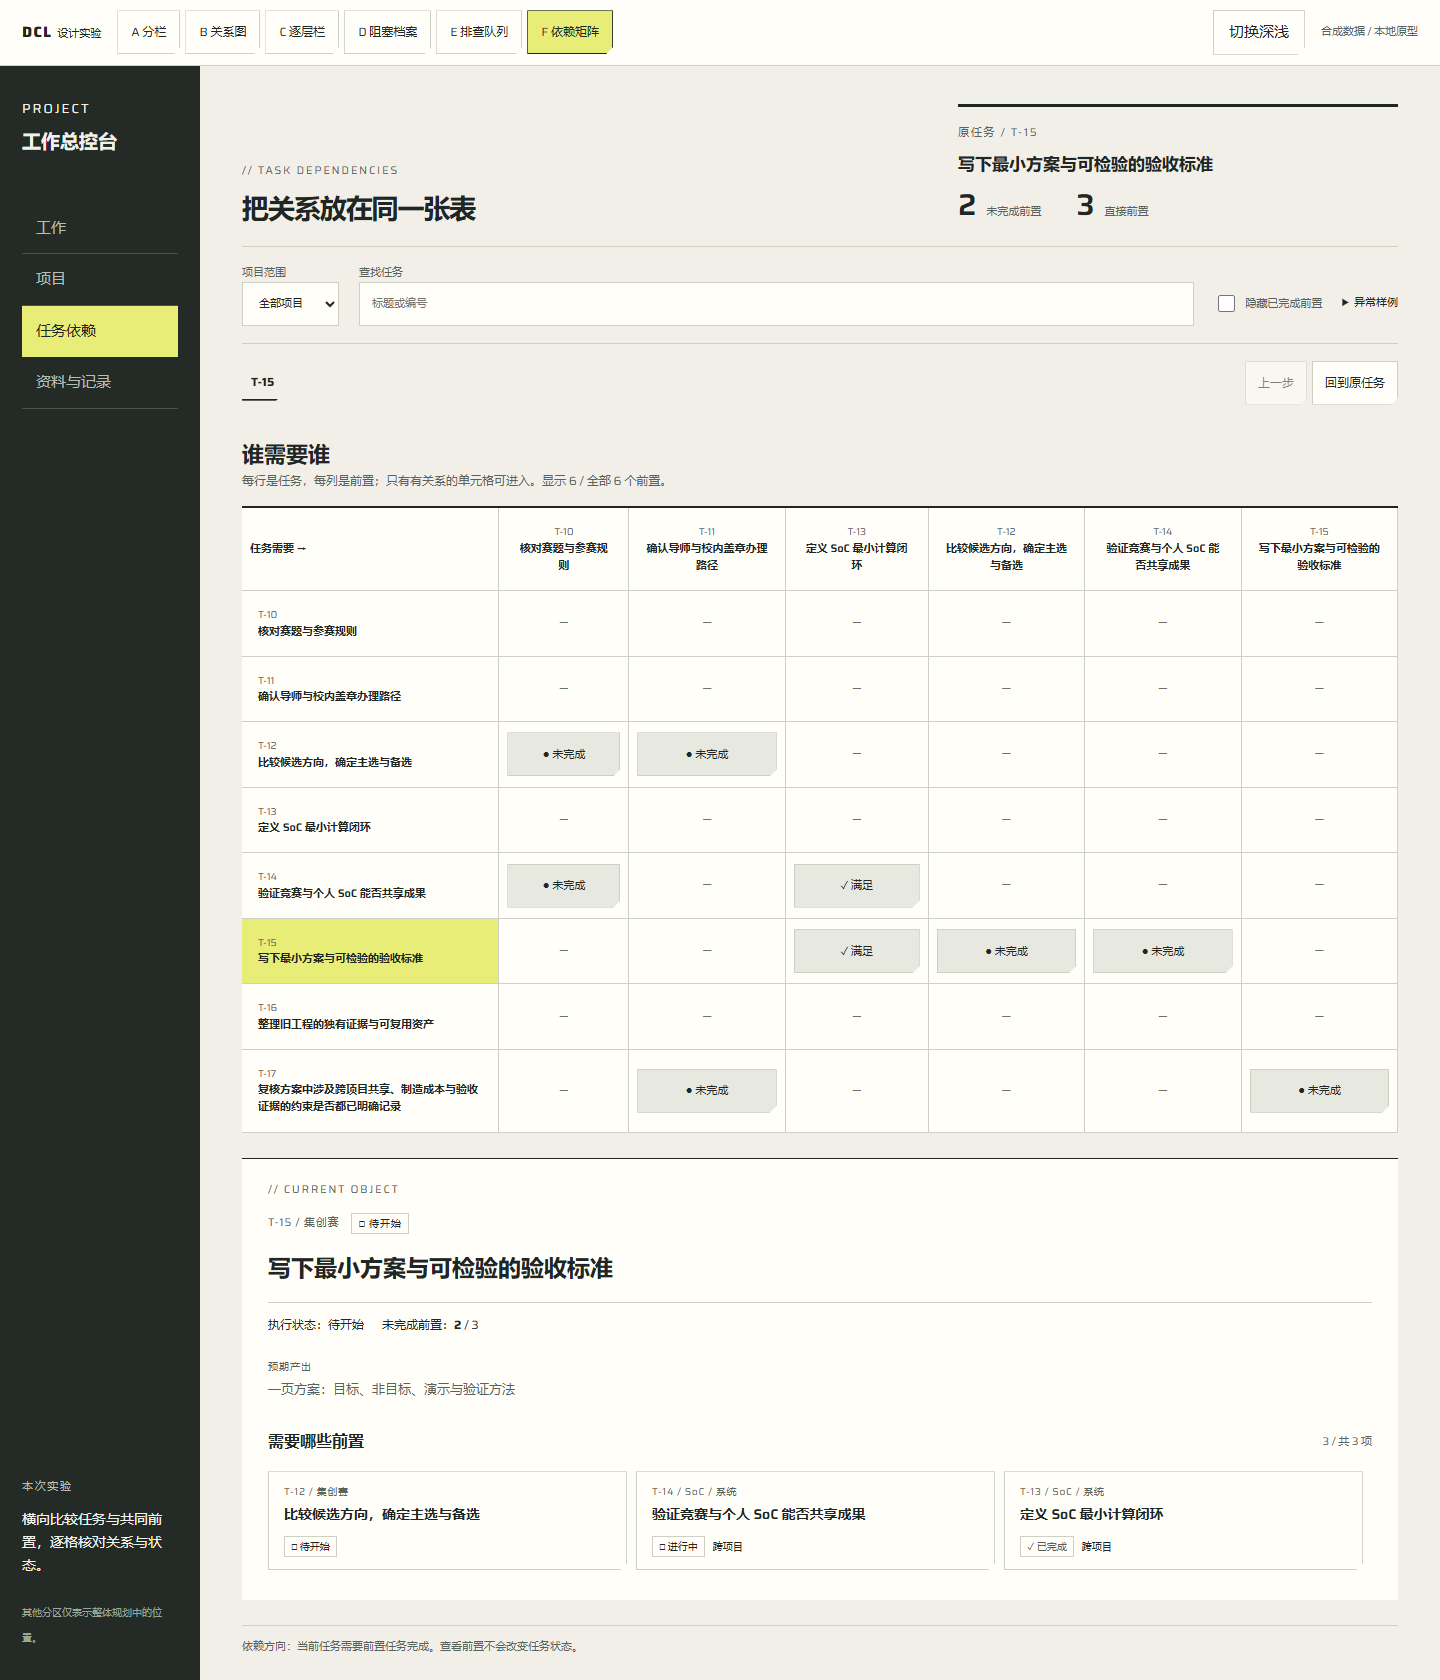 DCL 设计实验
A 分栏
B 关系图
C 逐层栏
D 阻塞档案
E 排查队列
F 依赖矩阵
切换深浅
合成数据 / 本地原型
PROJECT
工作总控台
工作
项目
任务依赖
资料与记录
本次实验
横向比较任务与共同前
置，逐格核对关系与状
态。
其他分区仅表示整体规划中的位
置。
// TASK DEPENDENCIES
把关系放在同一张表
原任务 / T-15
写下最小方案与可检验的验收标准
2 未完成前置 3 直接前置
项目范围
全部项目
查找任务
标题或编号
隐藏已完成前置
▶ 异常样例
T-15
上一步
回到原任务
谁需要谁
每行是任务，每列是前置；只有有关系的单元格可进入。显示 6 / 全部 6 个前置。
任务需要 →
T-10
核对赛题与参赛规
则
T-11
确认导师与校内盖章办理
路径
T-13
定义 SoC 最小计算闭
环
T-12
比较候选方向，确定主选
与备选
T-14
验证竞赛与个人 SoC 能
否共享成果
T-15
写下最小方案与可检验的
验收标准
T-10
核对赛题与参赛规则
— — — — — —
T-11
确认导师与校内盖章办理路径
— — — — — —
T-12
比较候选方向，确定主选与备选
● 未完成 ● 未完成 — — — —
T-13
定义 SoC 最小计算闭环
— — — — — —
T-14
验证竞赛与个人 SoC 能否共享成果
● 未完成 — ✓ 满足 — — —
T-15
写下最小方案与可检验的验收标准
— — ✓ 满足 ● 未完成 ● 未完成 —
T-16
整理旧工程的独有证据与可复用资产
— — — — — —
T-17
复核方案中涉及跨项目共享、制造成本与验收
证据的约束是否都已明确记录
— ● 未完成 — — — ● 未完成
// CURRENT OBJECT
T-15 / 集创赛 □ 待开始
写下最小方案与可检验的验收标准
执行状态：待开始 未完成前置：2 / 3
预期产出
一页方案：目标、非目标、演示与验证方法
需要哪些前置
3 / 共 3 项
T-12 / 集创赛
比较候选方向，确定主选与备选
□ 待开始
T-14 / SoC / 系统
验证竞赛与个人 SoC 能否共享成果
□ 进行中 跨项目
T-13 / SoC / 系统
定义 SoC 最小计算闭环
✓ 已完成 跨项目
依赖方向：当前任务需要前置任务完成。查看前置不会改变任务状态。